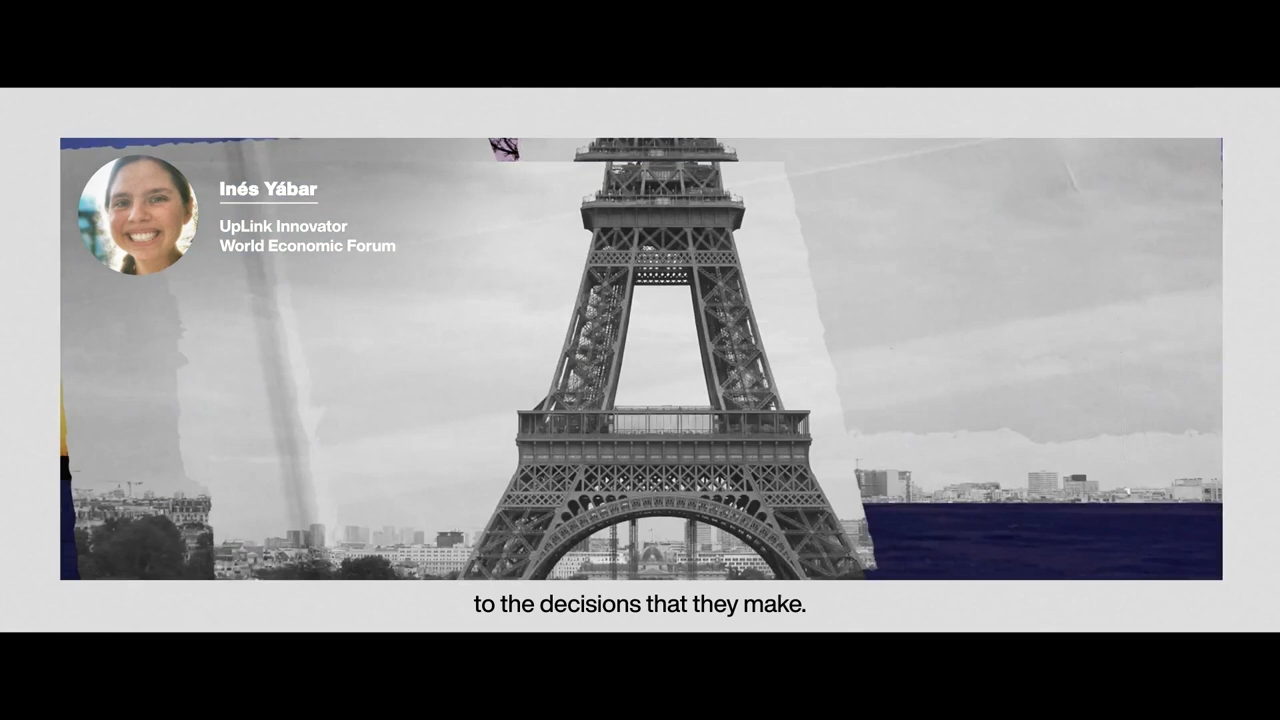 Inés Yábar
UpLink Innovator
World Economic Forum
to the decisions that they make.